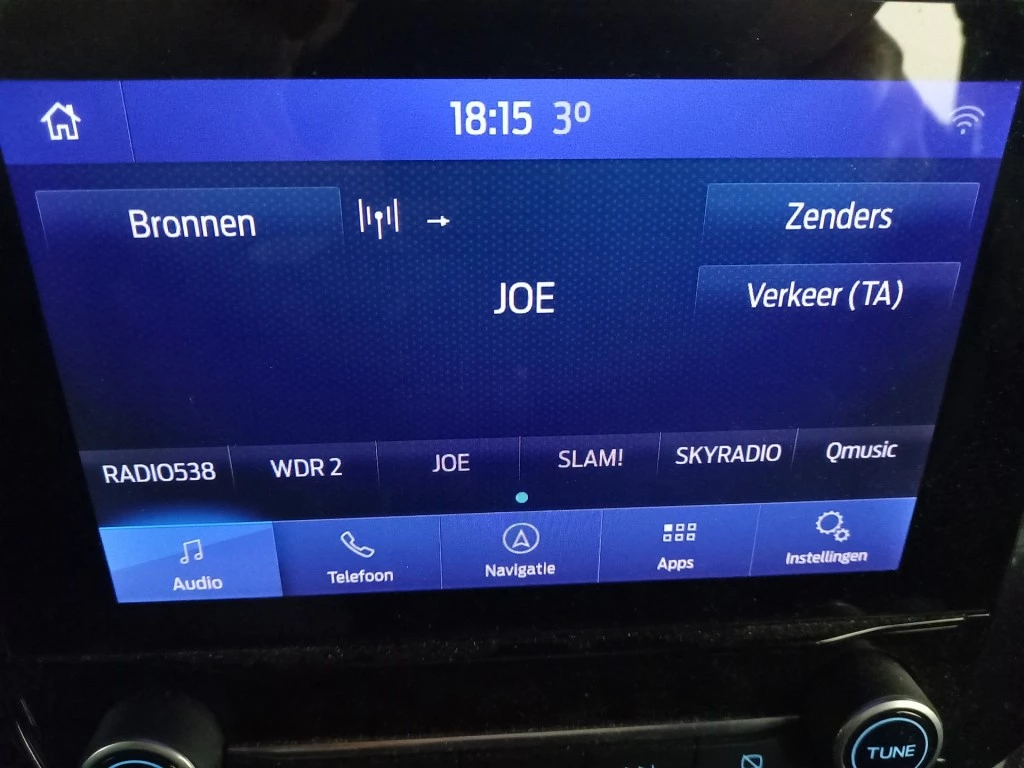 18:15 3º
Bronnen
Zenders
JOE
Verkeer (TA)
RADIO538 WDR 2 JOE SLAM! SKYRADIO Qmusic
Audio Telefoon Navigatie Apps Instellingen
TUNE